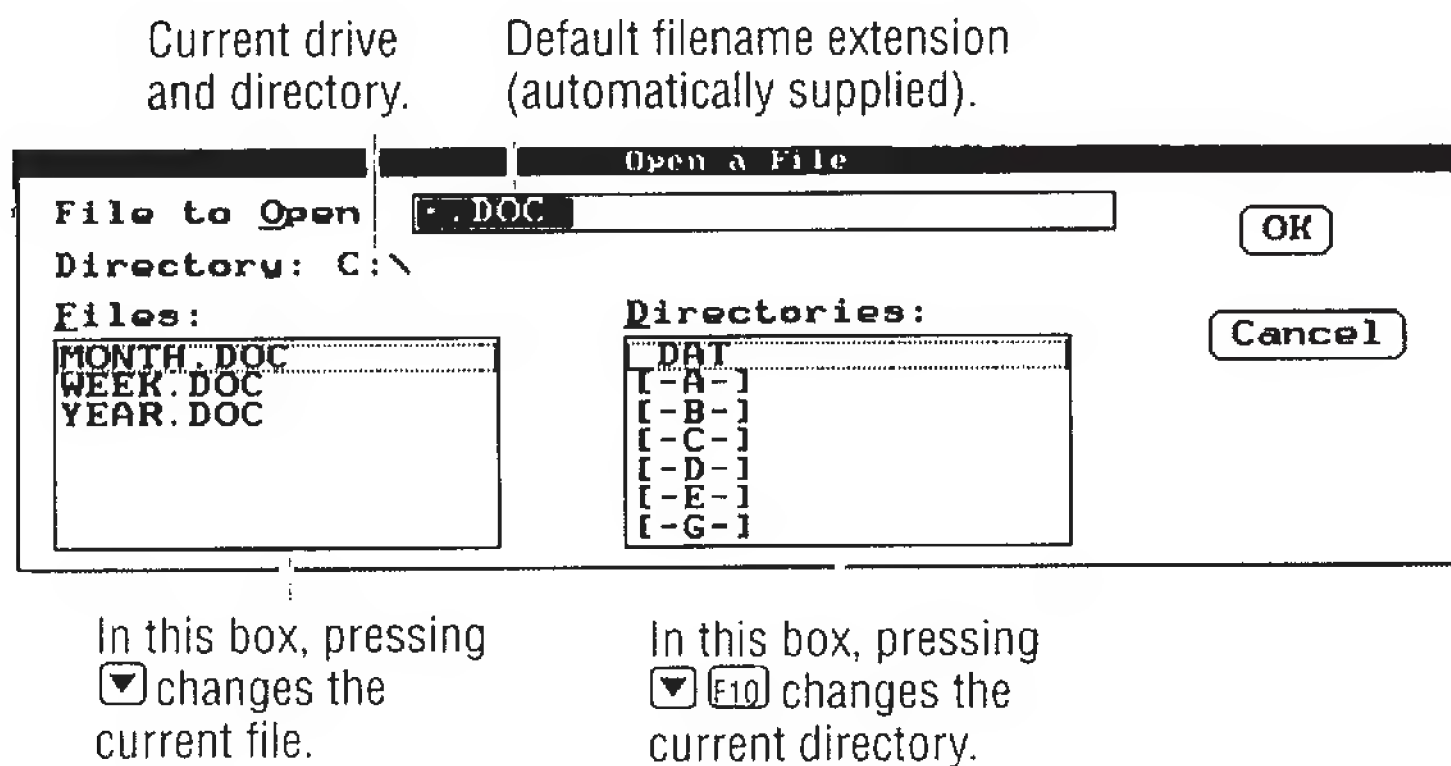 Current drive
and directory.
Default filename extension
(automatically supplied).
Open a File
File to Open
*.DOC
OK
Directory: C:\
Files:
Directories:
Cancel
MONTH.DOC
WEEK.DOC
YEAR.DOC
DAT
[-A-]
[-B-]
[-C-]
[-D-]
[-E-]
[-G-]
In this box, pressing
▼ changes the
current file.
In this box, pressing
▼ F10 changes the
current directory.